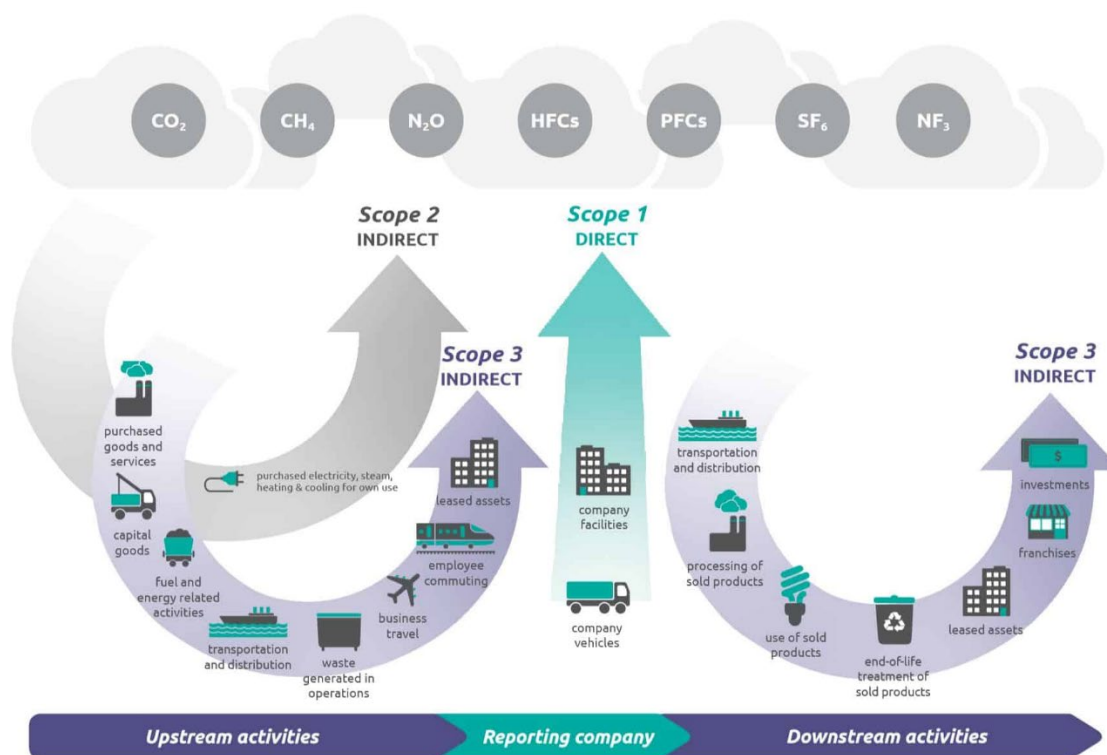 CO₂
CH₄
N₂O
HFCs
PFCs
SF₆
NF₃
Scope 2
INDIRECT
Scope 1
DIRECT
Scope 3
INDIRECT
Scope 3
INDIRECT
purchased
goods and
services
capital
goods
fuel and
energy related
activities
transportation
and distribution
waste
generated in
operations
business
travel
employee
commuting
leased assets
purchased electricity, steam,
heating & cooling for own use
company
facilities
company
vehicles
transportation
and distribution
processing of
sold products
use of sold
products
end-of-life
treatment of
sold products
leased assets
franchises
investments
$
Upstream activities
Reporting company
Downstream activities